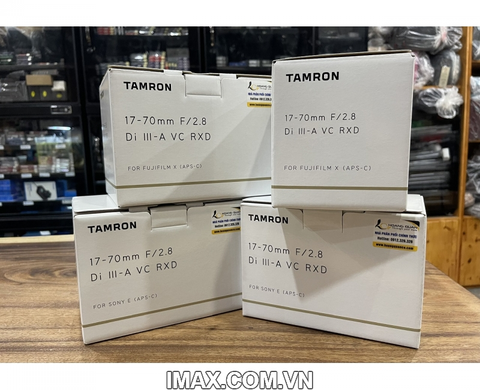 TAMRON
17-70mm F/2.8
Di III-A VC RXD
FOR FUJIFILM X (APS-C)
TAMRON
17-70mm F/2.8
Di III-A VC RXD
FOR FUJIFILM X (APS-C)
TAMRON
17-70mm F/2.8
Di III-A VC RXD
FOR SONY E (APS-C)
TAMRON
17-70mm F/2.8
Di III-A VC RXD
FOR SONY E (APS-C)
IMAX.COM.VN